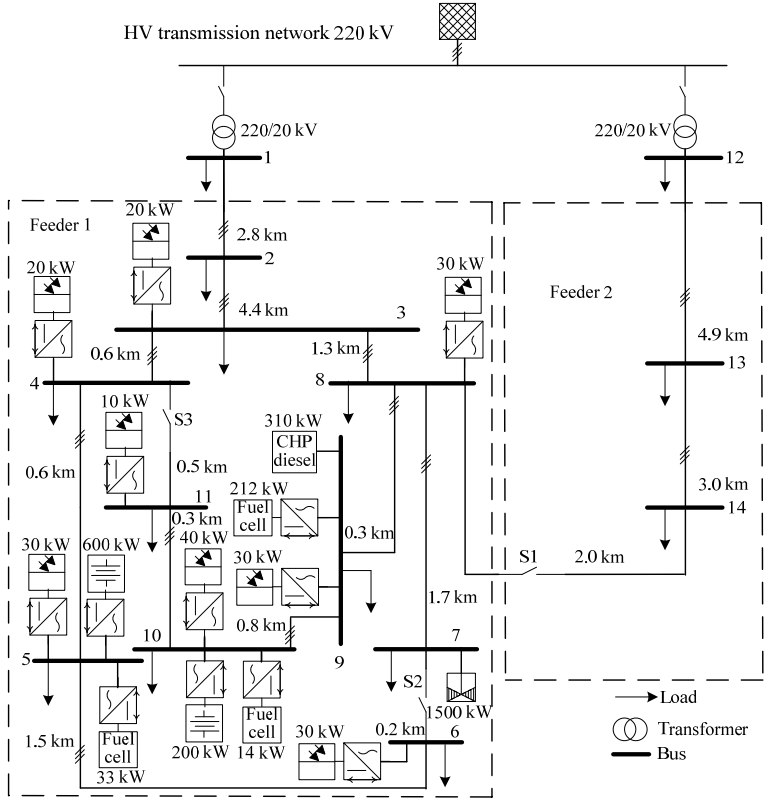 HV transmission network 220 kV
220/20 kV
220/20 kV
1
12
Feeder 1
20 kW
2.8 km
2
20 kW
30 kW
Feeder 2
4.4 km
3
0.6 km
1.3 km
4.9 km
13
4
8
10 kW
S3
310 kW
CHP
diesel
0.6 km
0.5 km
11
212 kW
Fuel
cell
3.0 km
14
0.3 km
0.3 km
30 kW
600 kW
40 kW
30 kW
S1
2.0 km
1.7 km
0.8 km
10
7
5
9
S2
Fuel
cell
33 kW
200 kW
Fuel
cell
14 kW
1500 kW
30 kW
0.2 km
6
1.5 km
Load
Transformer
Bus